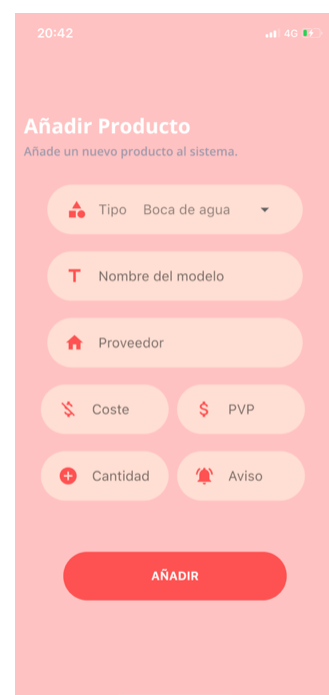 20:42 4G
Añadir Producto
Añade un nuevo producto al sistema.
Tipo Boca de agua
Nombre del modelo
Proveedor
Coste $ PVP
Cantidad Aviso
AÑADIR